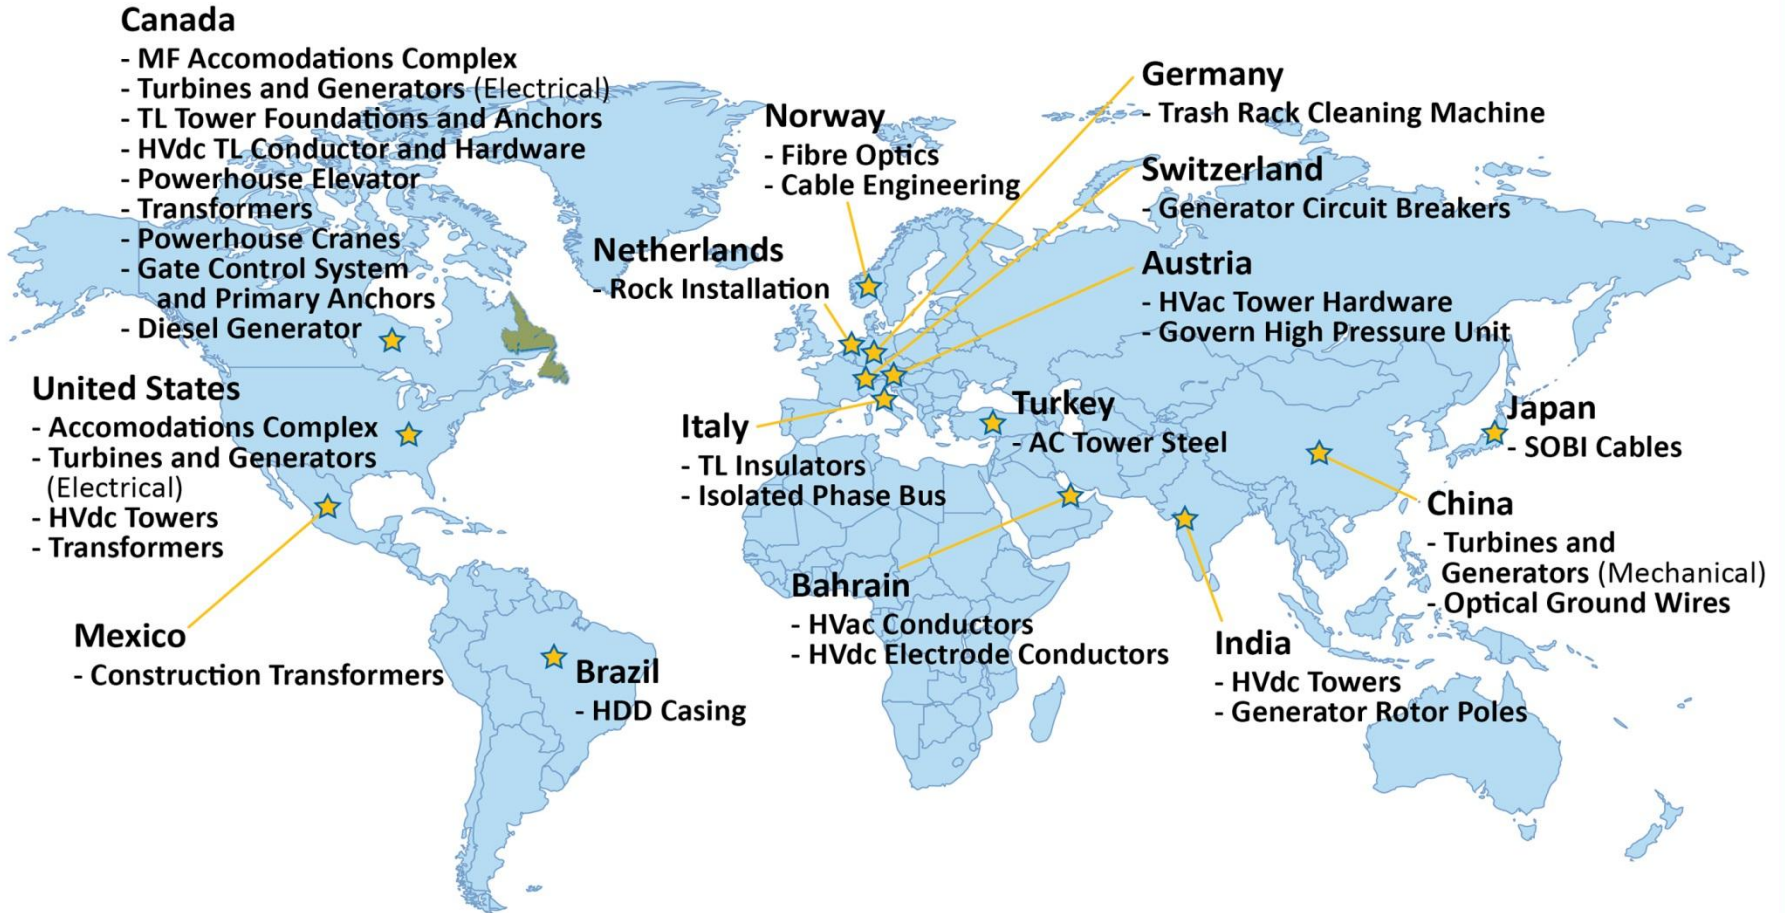 Canada
- MF Accomodations Complex
- Turbines and Generators (Electrical)
- TL Tower Foundations and Anchors
- HVdc TL Conductor and Hardware
- Powerhouse Elevator
- Transformers
- Powerhouse Cranes
- Gate Control System
and Primary Anchors
- Diesel Generator
United States
- Accomodations Complex
- Turbines and Generators
(Electrical)
- HVdc Towers
- Transformers
Mexico
- Construction Transformers
Brazil
- HDD Casing
Norway
- Fibre Optics
- Cable Engineering
Netherlands
- Rock Installation
Italy
- TL Insulators
- Isolated Phase Bus
Germany
- Trash Rack Cleaning Machine
Switzerland
- Generator Circuit Breakers
Austria
- HVac Tower Hardware
- Govern High Pressure Unit
Turkey
- AC Tower Steel
Bahrain
- HVac Conductors
- HVdc Electrode Conductors
Japan
- SOBI Cables
China
- Turbines and
Generators (Mechanical)
- Optical Ground Wires
India
- HVdc Towers
- Generator Rotor Poles